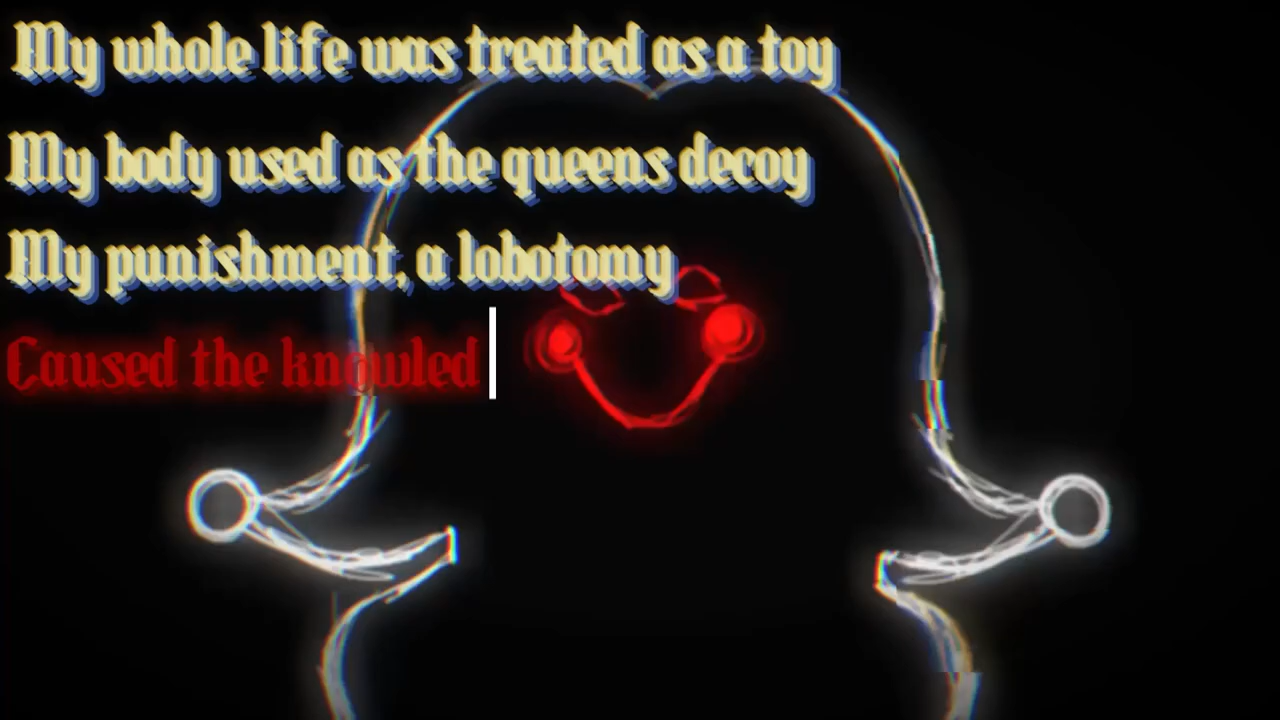 My whole life was treated as a toy
My body used as the queens decoy
My punishment, a lobotomy
Caused the knowled